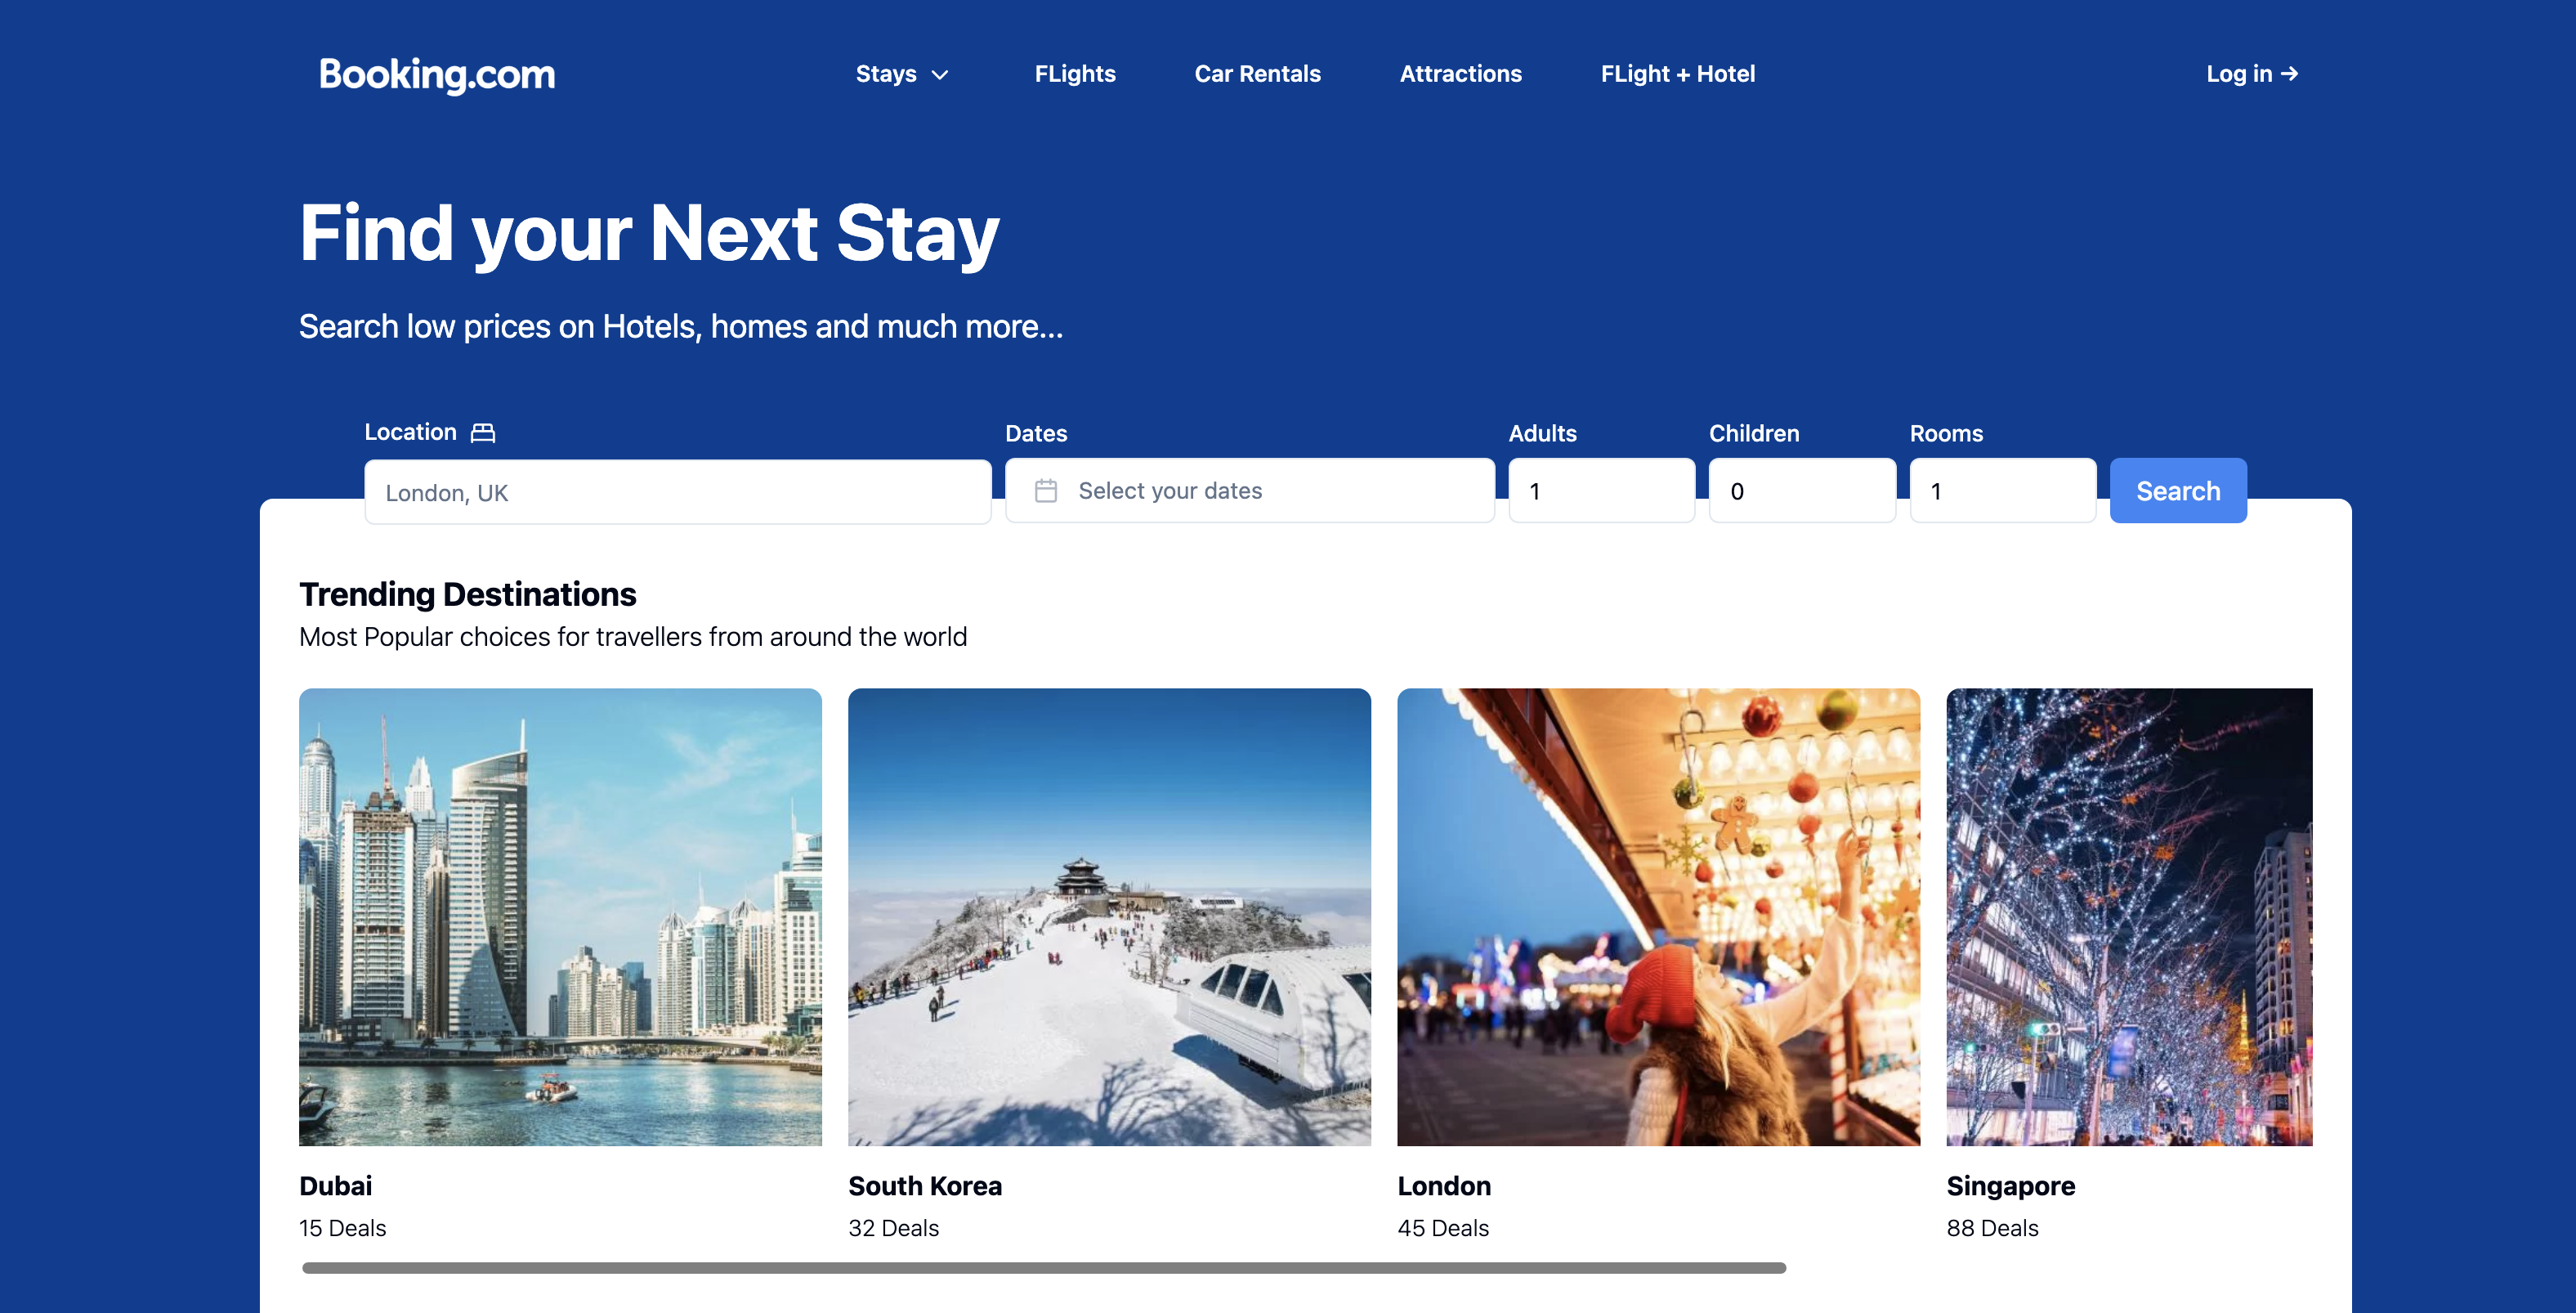 Booking.com
Stays
FLights
Car Rentals
Attractions
FLight + Hotel
Log in
Find your Next Stay
Search low prices on Hotels, homes and much more...
Location
Dates
Adults
Children
Rooms
London, UK
Select your dates
1
0
1
Search
Trending Destinations
Most Popular choices for travellers from around the world
Dubai
15 Deals
South Korea
32 Deals
London
45 Deals
Singapore
88 Deals